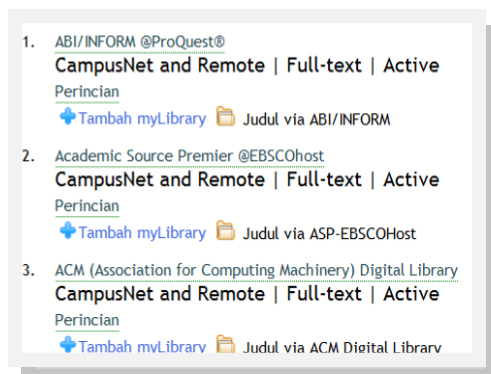 1. ABI/INFORM @ProQuest®
CampusNet and Remote | Full-text | Active
Perincian
Tambah myLibrary Judul via ABI/INFORM
2. Academic Source Premier @EBSCOhost
CampusNet and Remote | Full-text | Active
Perincian
Tambah myLibrary Judul via ASP-EBSCOHost
3. ACM (Association for Computing Machinery) Digital Library
CampusNet and Remote | Full-text | Active
Perincian
Tambah myLibrary Judul via ACM Digital Library